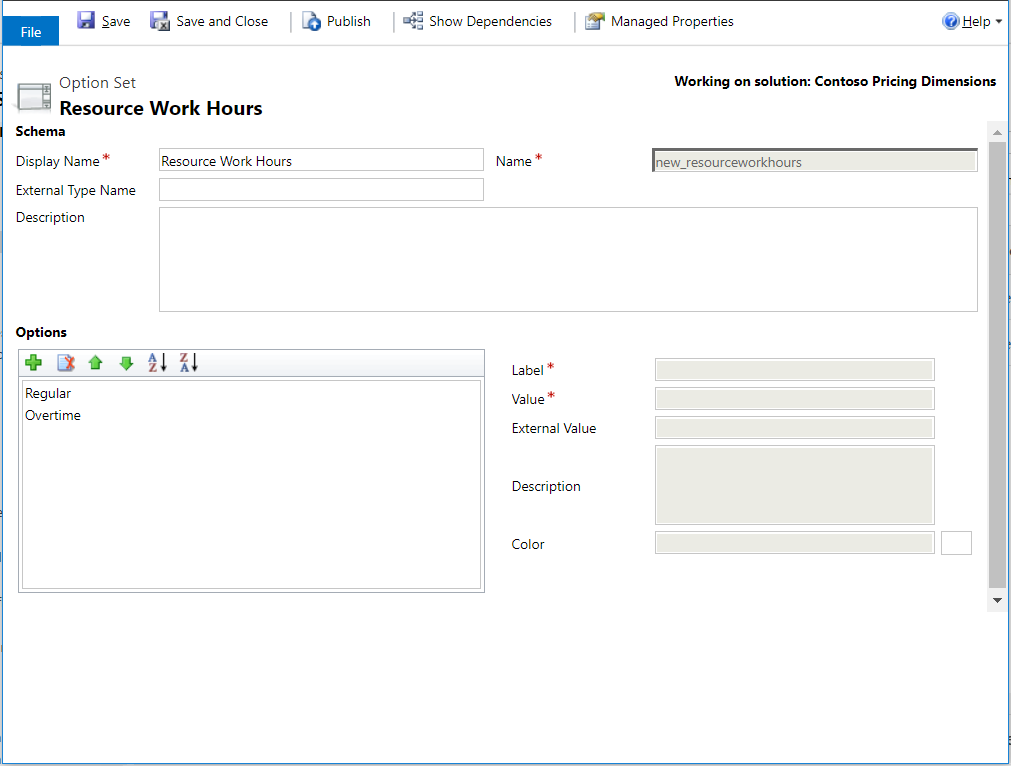 File Save Save and Close Publish Show Dependencies Managed Properties Help
Option Set
Resource Work Hours
Working on solution: Contoso Pricing Dimensions
Schema
Display Name * Resource Work Hours Name * new_resourceworkhours
External Type Name
Description
Options
A Z Z A
Regular
Overtime
Label *
Value *
External Value
Description
Color